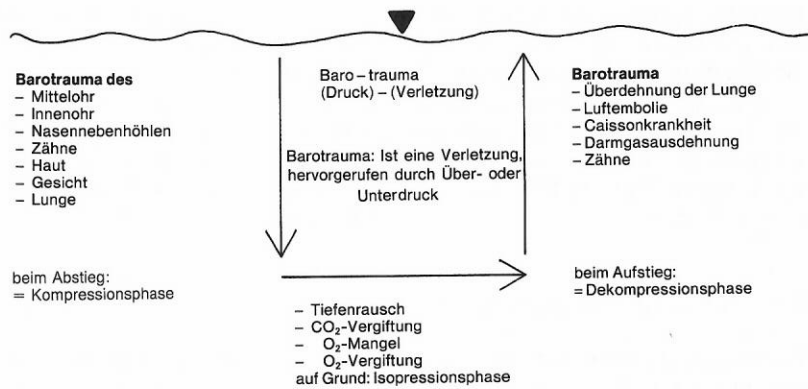 Barotrauma des
– Mittelohr
– Innenohr
– Nasennebenhöhlen
– Zähne
– Haut
– Gesicht
– Lunge
beim Abstieg:
= Kompressionsphase
Baro – trauma
(Druck) – (Verletzung)
Barotrauma: Ist eine Verletzung,
hervorgerufen durch Über- oder
Unterdruck
– Tiefenrausch
– CO₂-Vergiftung
– O₂-Mangel
– O₂-Vergiftung
auf Grund: Isopressionsphase
Barotrauma
– Überdehnung der Lunge
– Luftembolie
– Caissonkrankheit
– Darmgasausdehnung
– Zähne
beim Aufstieg:
= Dekompressionsphase